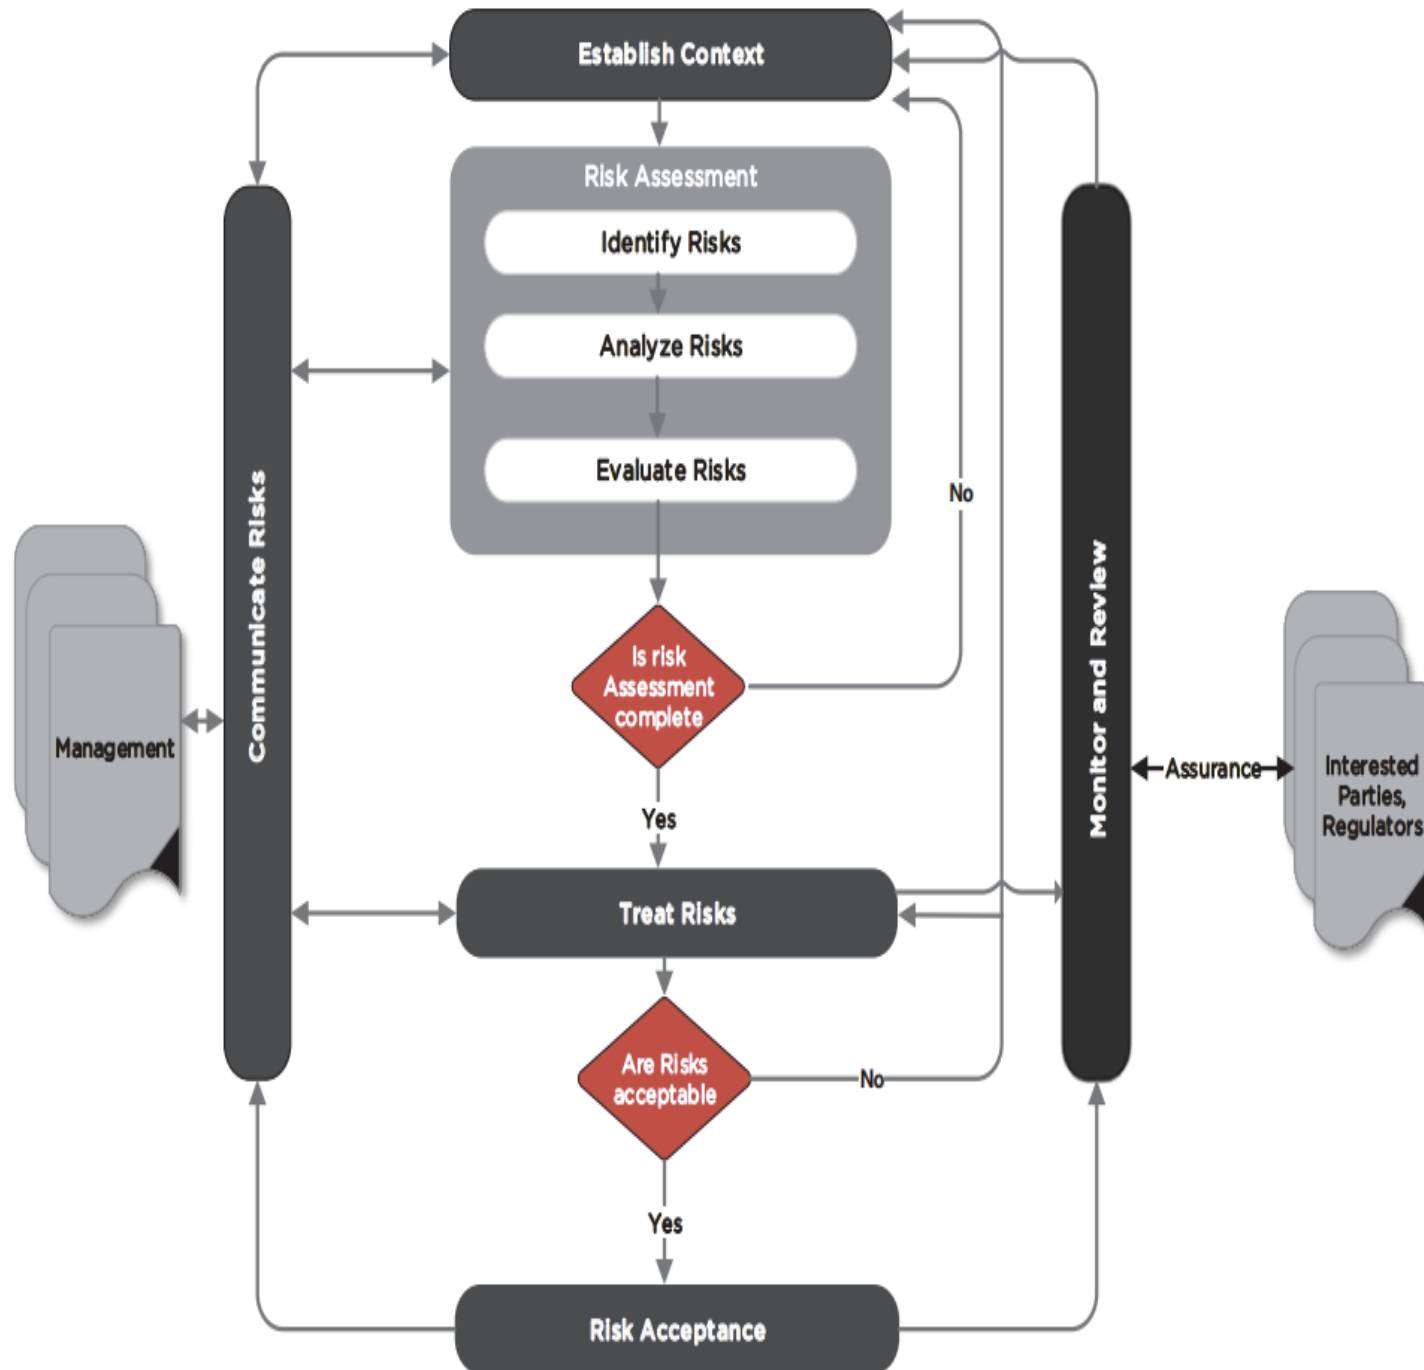 Establish Context
Risk Assessment
Identify Risks
Analyze Risks
Evaluate Risks
No
Communicate Risks
Monitor and Review
Is risk
Assessment
complete
Management
Assurance
Interested
Parties,
Regulators
Yes
Treat Risks
Are Risks
acceptable
No
Yes
Risk Acceptance